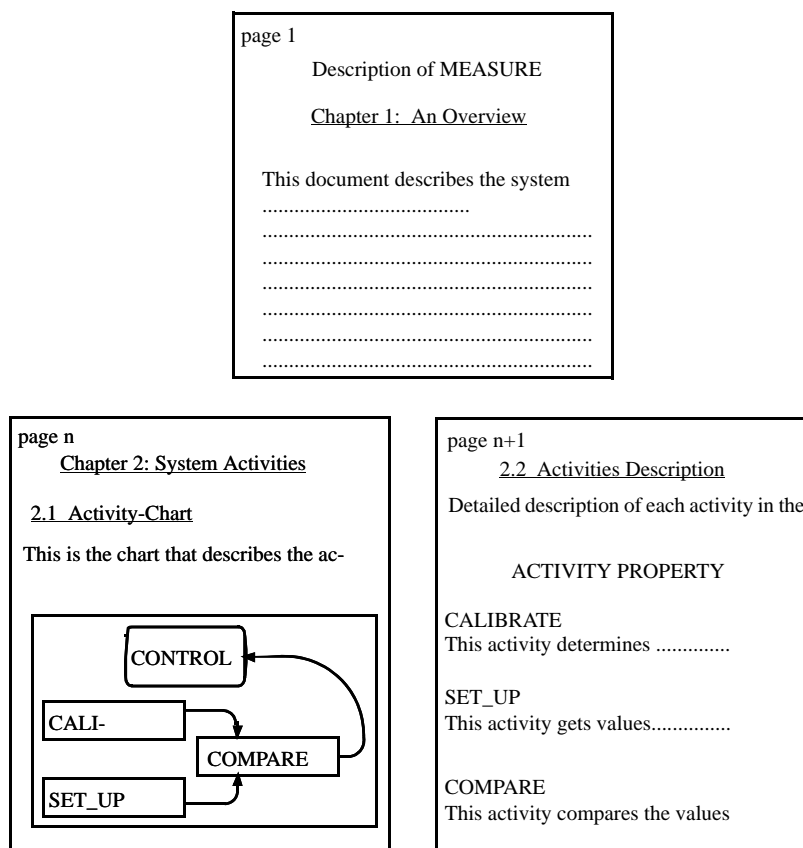 page 1
Description of MEASURE
Chapter 1:  An Overview
This document describes the system
.......................................
..............................................................
..............................................................
..............................................................
..............................................................
..............................................................
..............................................................
page n
Chapter 2: System Activities
2.1  Activity-Chart
This is the chart that describes the ac-
CONTROL
CALI-
COMPARE
SET_UP
page n+1
2.2  Activities Description
Detailed description of each activity in the
ACTIVITY PROPERTY
CALIBRATE
This activity determines ..............
SET_UP
This activity gets values...............
COMPARE
This activity compares the values